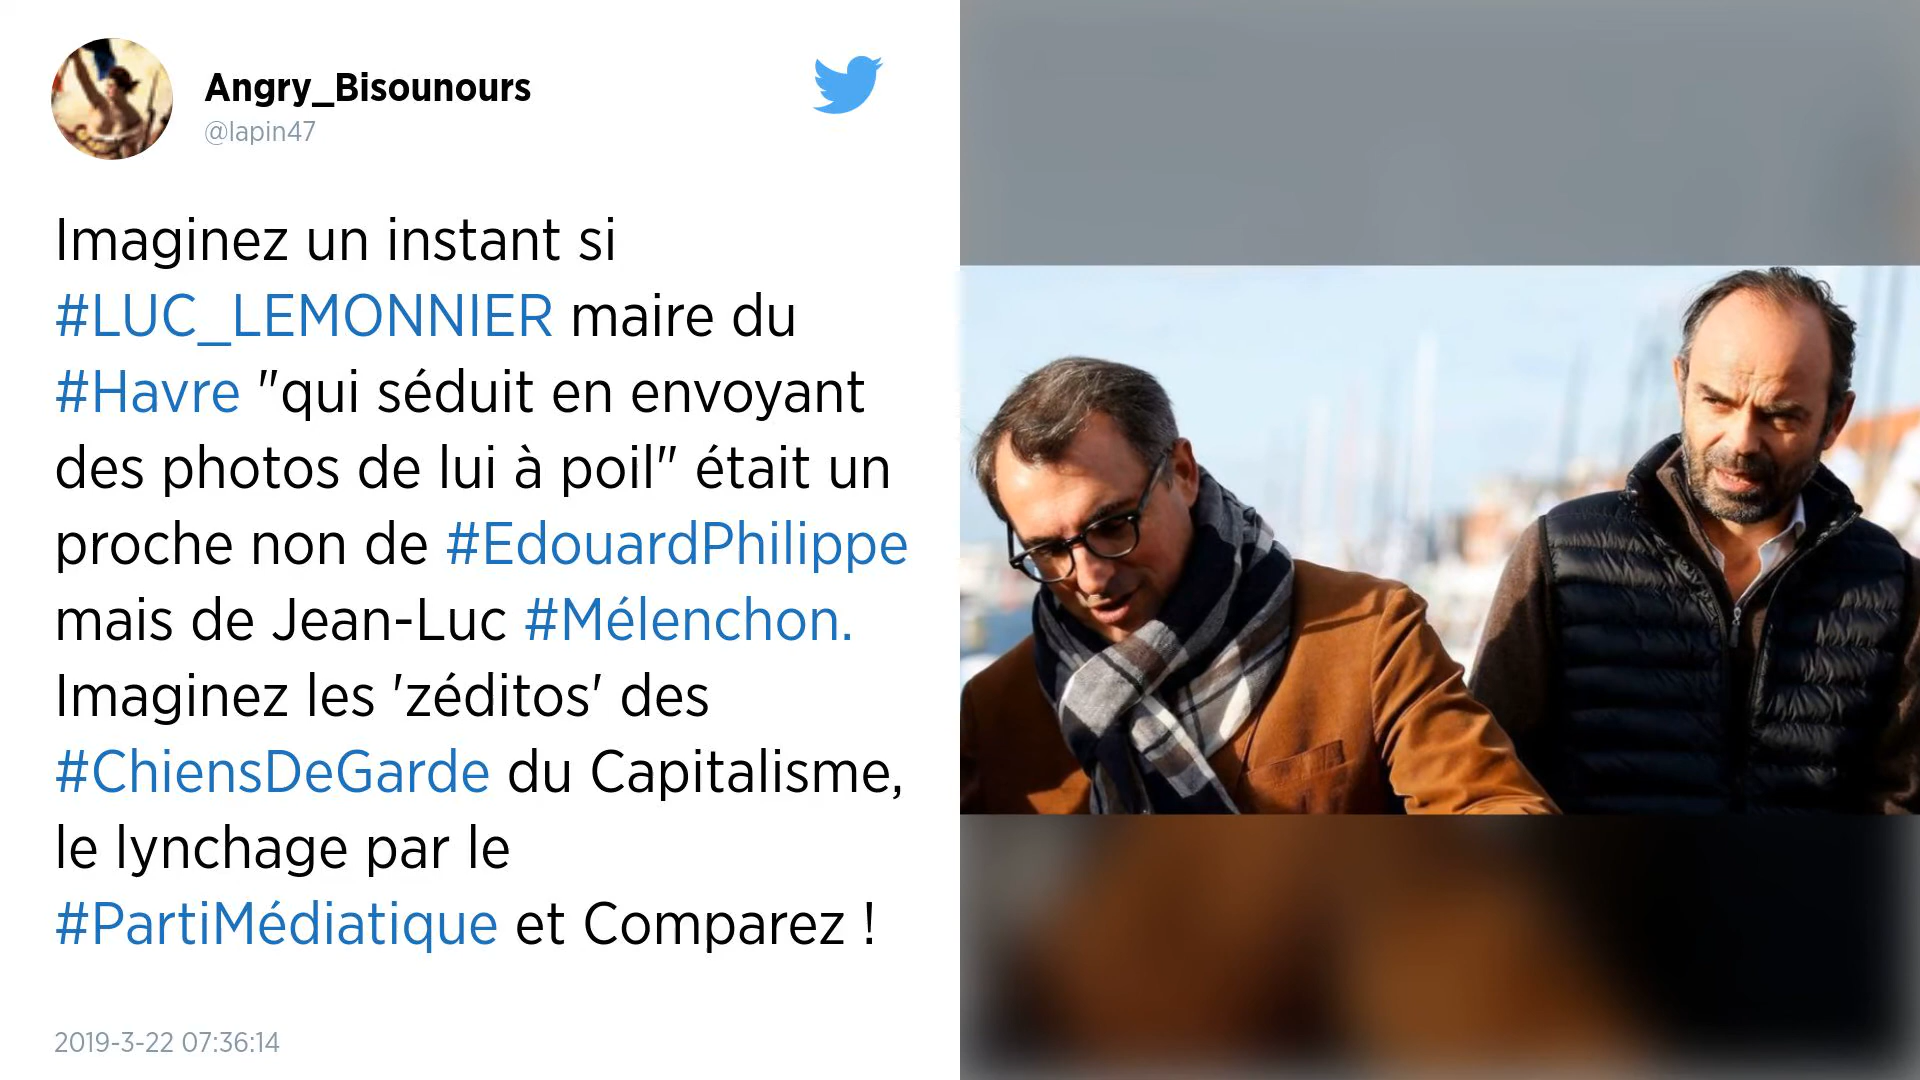 Angry_Bisounours
@lapin47
Imaginez un instant si
#LUC_LEMONNIER maire du
#Havre "qui séduit en envoyant
des photos de lui à poil" était un
proche non de #EdouardPhilippe
mais de Jean-Luc #Mélenchon.
Imaginez les 'zéditos' des
#ChiensDeGarde du Capitalisme,
le lynchage par le
#PartiMédiatique et Comparez !
2019-3-22 07:36:14